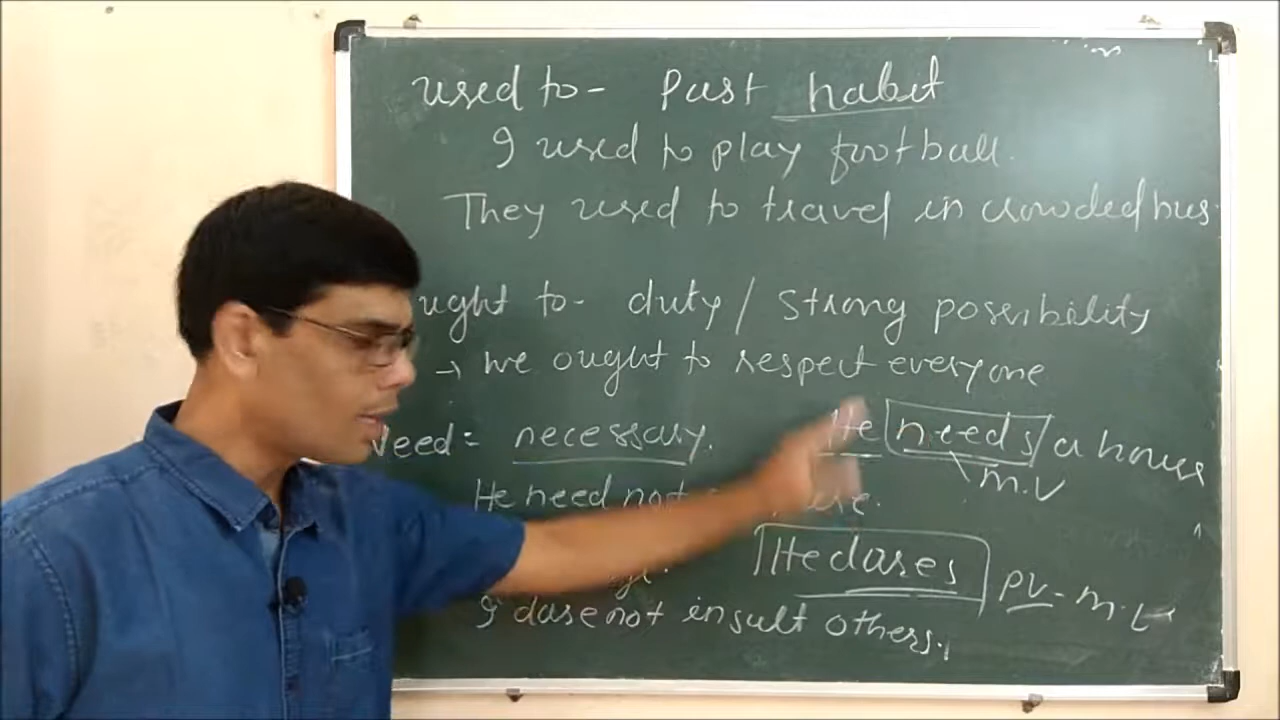 used to- Past habit
I used to play football.
They used to travel in crowded bus.
ught to- duty / Strong possibility
→ we ought to respect everyone
Need = necessary. He needs a house
m.v
He need not
He dares PV - m.
I dare not insult others.